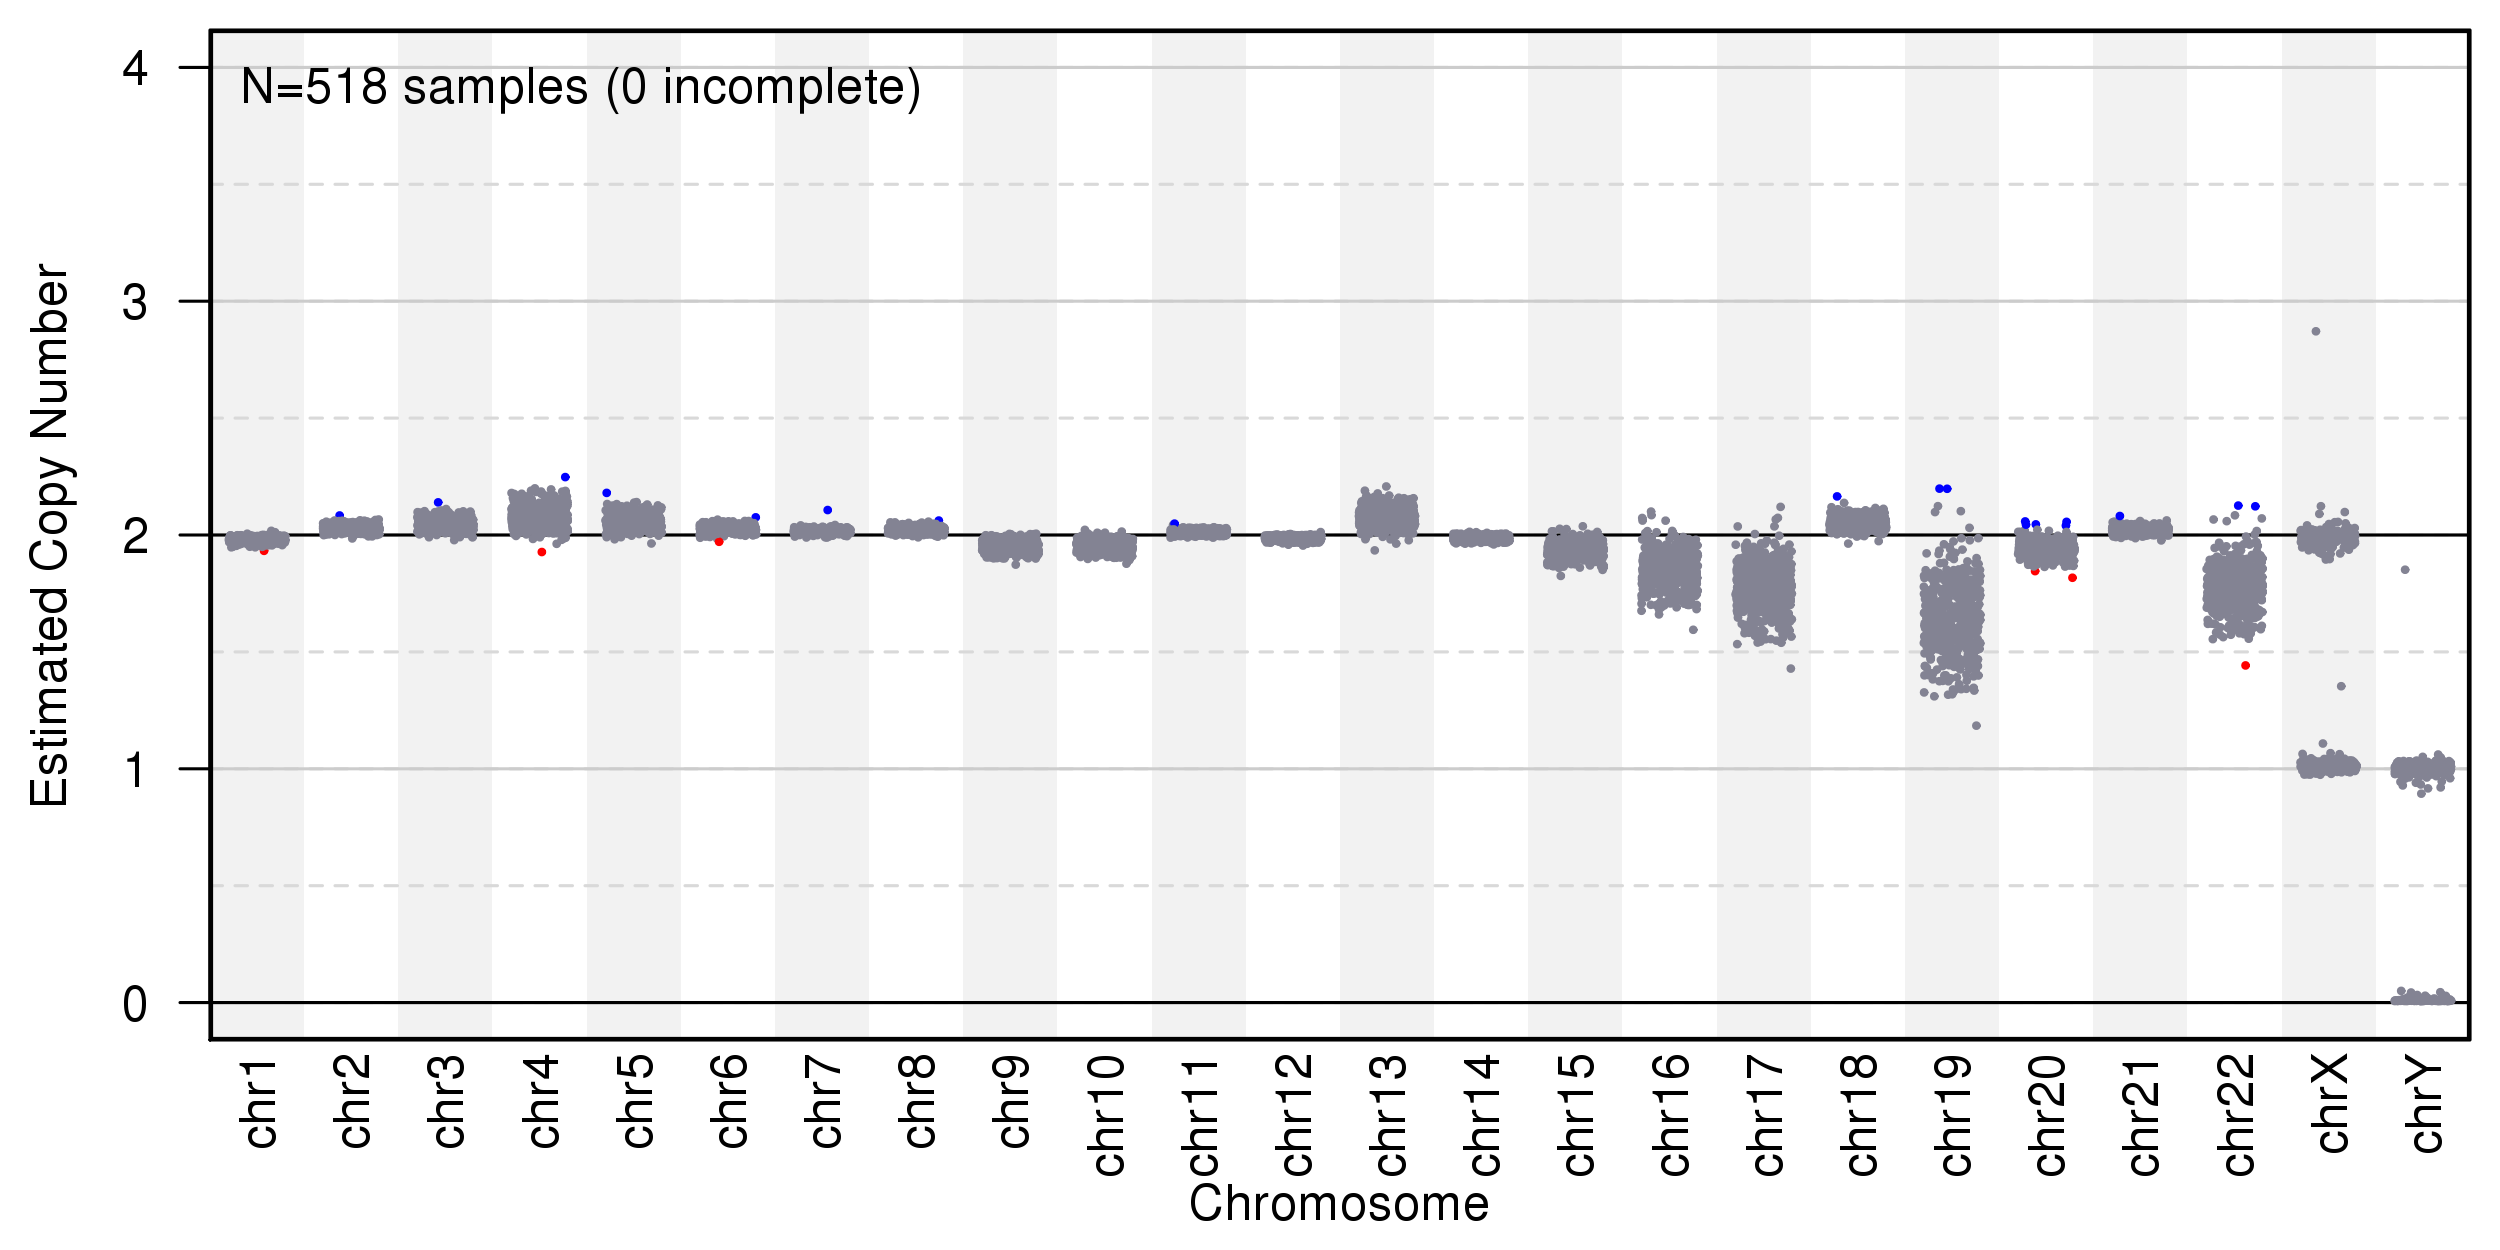 N=518 samples (0 incomplete)
Estimated Copy Number
4
3
2
1
0
chr1
chr2
chr3
chr4
chr5
chr6
chr7
chr8
chr9
chr10
chr11
chr12
chr13
chr14
chr15
chr16
chr17
chr18
chr19
chr20
chr21
chr22
chrX
chrY
Chromosome